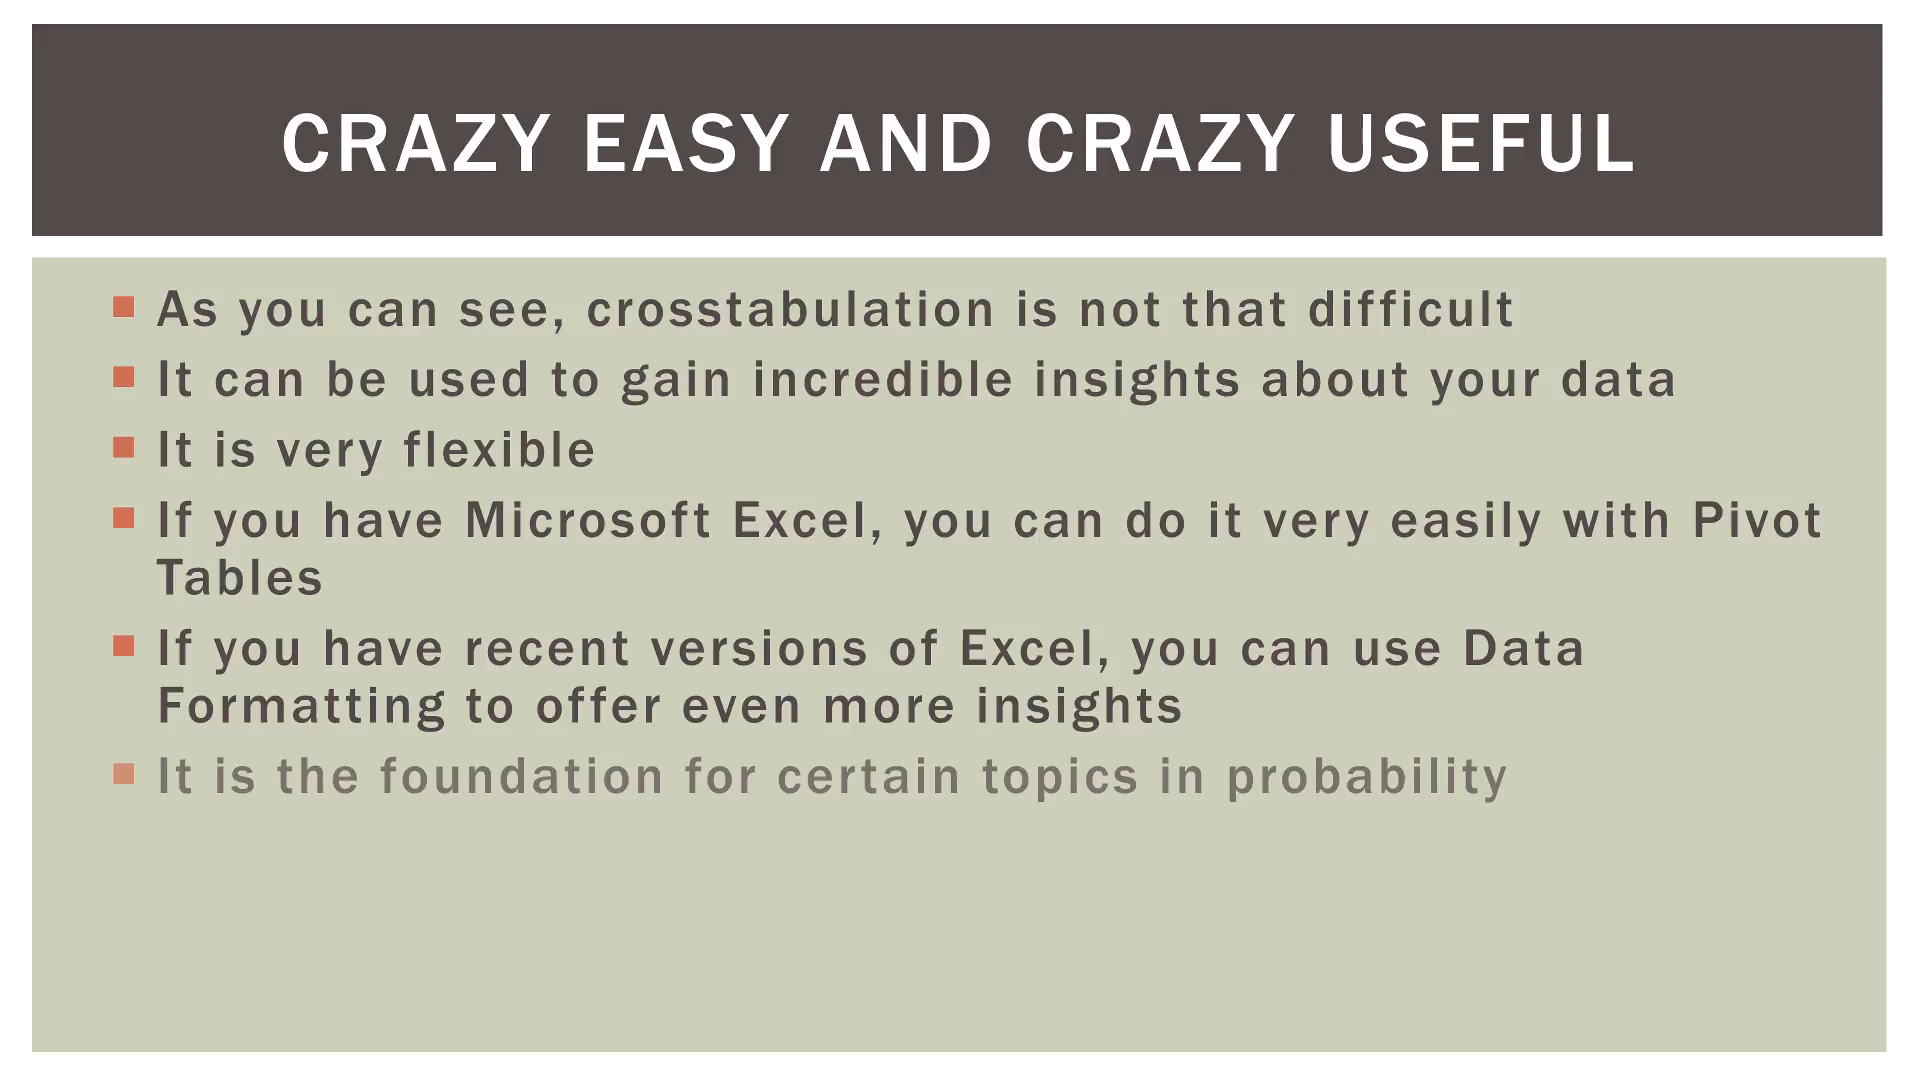 CRAZY EASY AND CRAZY USEFUL
As you can see, crosstabulation is not that difficult
It can be used to gain incredible insights about your data
It is very flexible
If you have Microsoft Excel, you can do it very easily with Pivot
Tables
If you have recent versions of Excel, you can use Data
Formatting to offer even more insights
It is the foundation for certain topics in probability